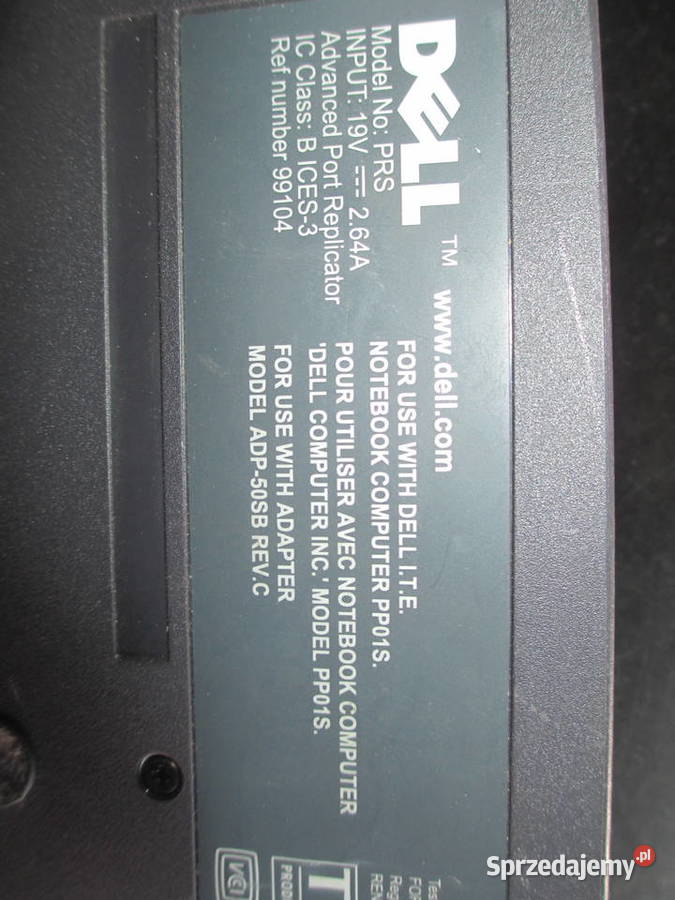 DELL ™ www.dell.com
Model No: PRS
INPUT: 19V ⎓ 2.64A
Advanced Port Replicator
IC Class: B ICES-3
Ref number 99104
FOR USE WITH DELL I.T.E.
NOTEBOOK COMPUTER PP01S.
POUR UTILISER AVEC NOTEBOOK COMPUTER
'DELL COMPUTER INC.' MODEL PP01S.
FOR USE WITH ADAPTER
MODEL ADP-50SB REV.C
VCI
Sprzedajemy.pl